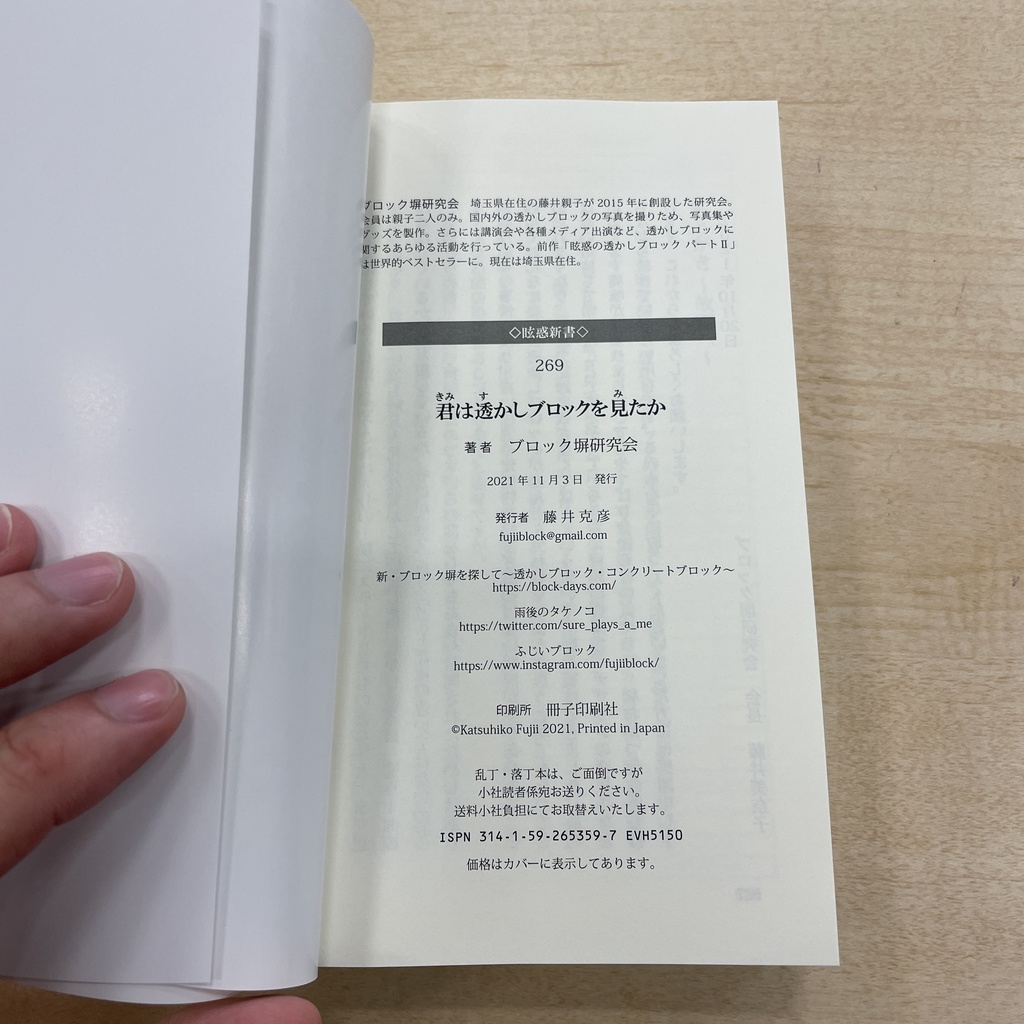 ブロック塀研究会　埼玉県在住の藤井親子が2015年に創設した研究会。
会員は親子二人のみ。国内外の透かしブロックの写真を撮りため、写真集や
グッズを製作。さらには講演会や各種メディア出演など、透かしブロックに
関するあらゆる活動を行っている。前作「眩惑の透かしブロック パートⅡ」
は世界的ベストセラーに。現在は埼玉県在住。
◇眩惑新書◇
269
きみ す み
君は透かしブロックを見たか
著者　ブロック塀研究会
2021年11月3日　発行
発行者　藤井克彦
fujiiblock@gmail.com
新・ブロック塀を探して〜透かしブロック・コンクリートブロック〜
https://block-days.com/
雨後のタケノコ
https://twitter.com/sure_plays_a_me
ふじいブロック
https://www.instagram.com/fujiiblock/
印刷所　冊子印刷社
©Katsuhiko Fujii 2021, Printed in Japan
乱丁・落丁本は、ご面倒ですが
小社読者係宛お送りください。
送料小社負担にてお取替えいたします。
ISPN 314-1-59-265359-7 EVH5150
価格はカバーに表示してあります。